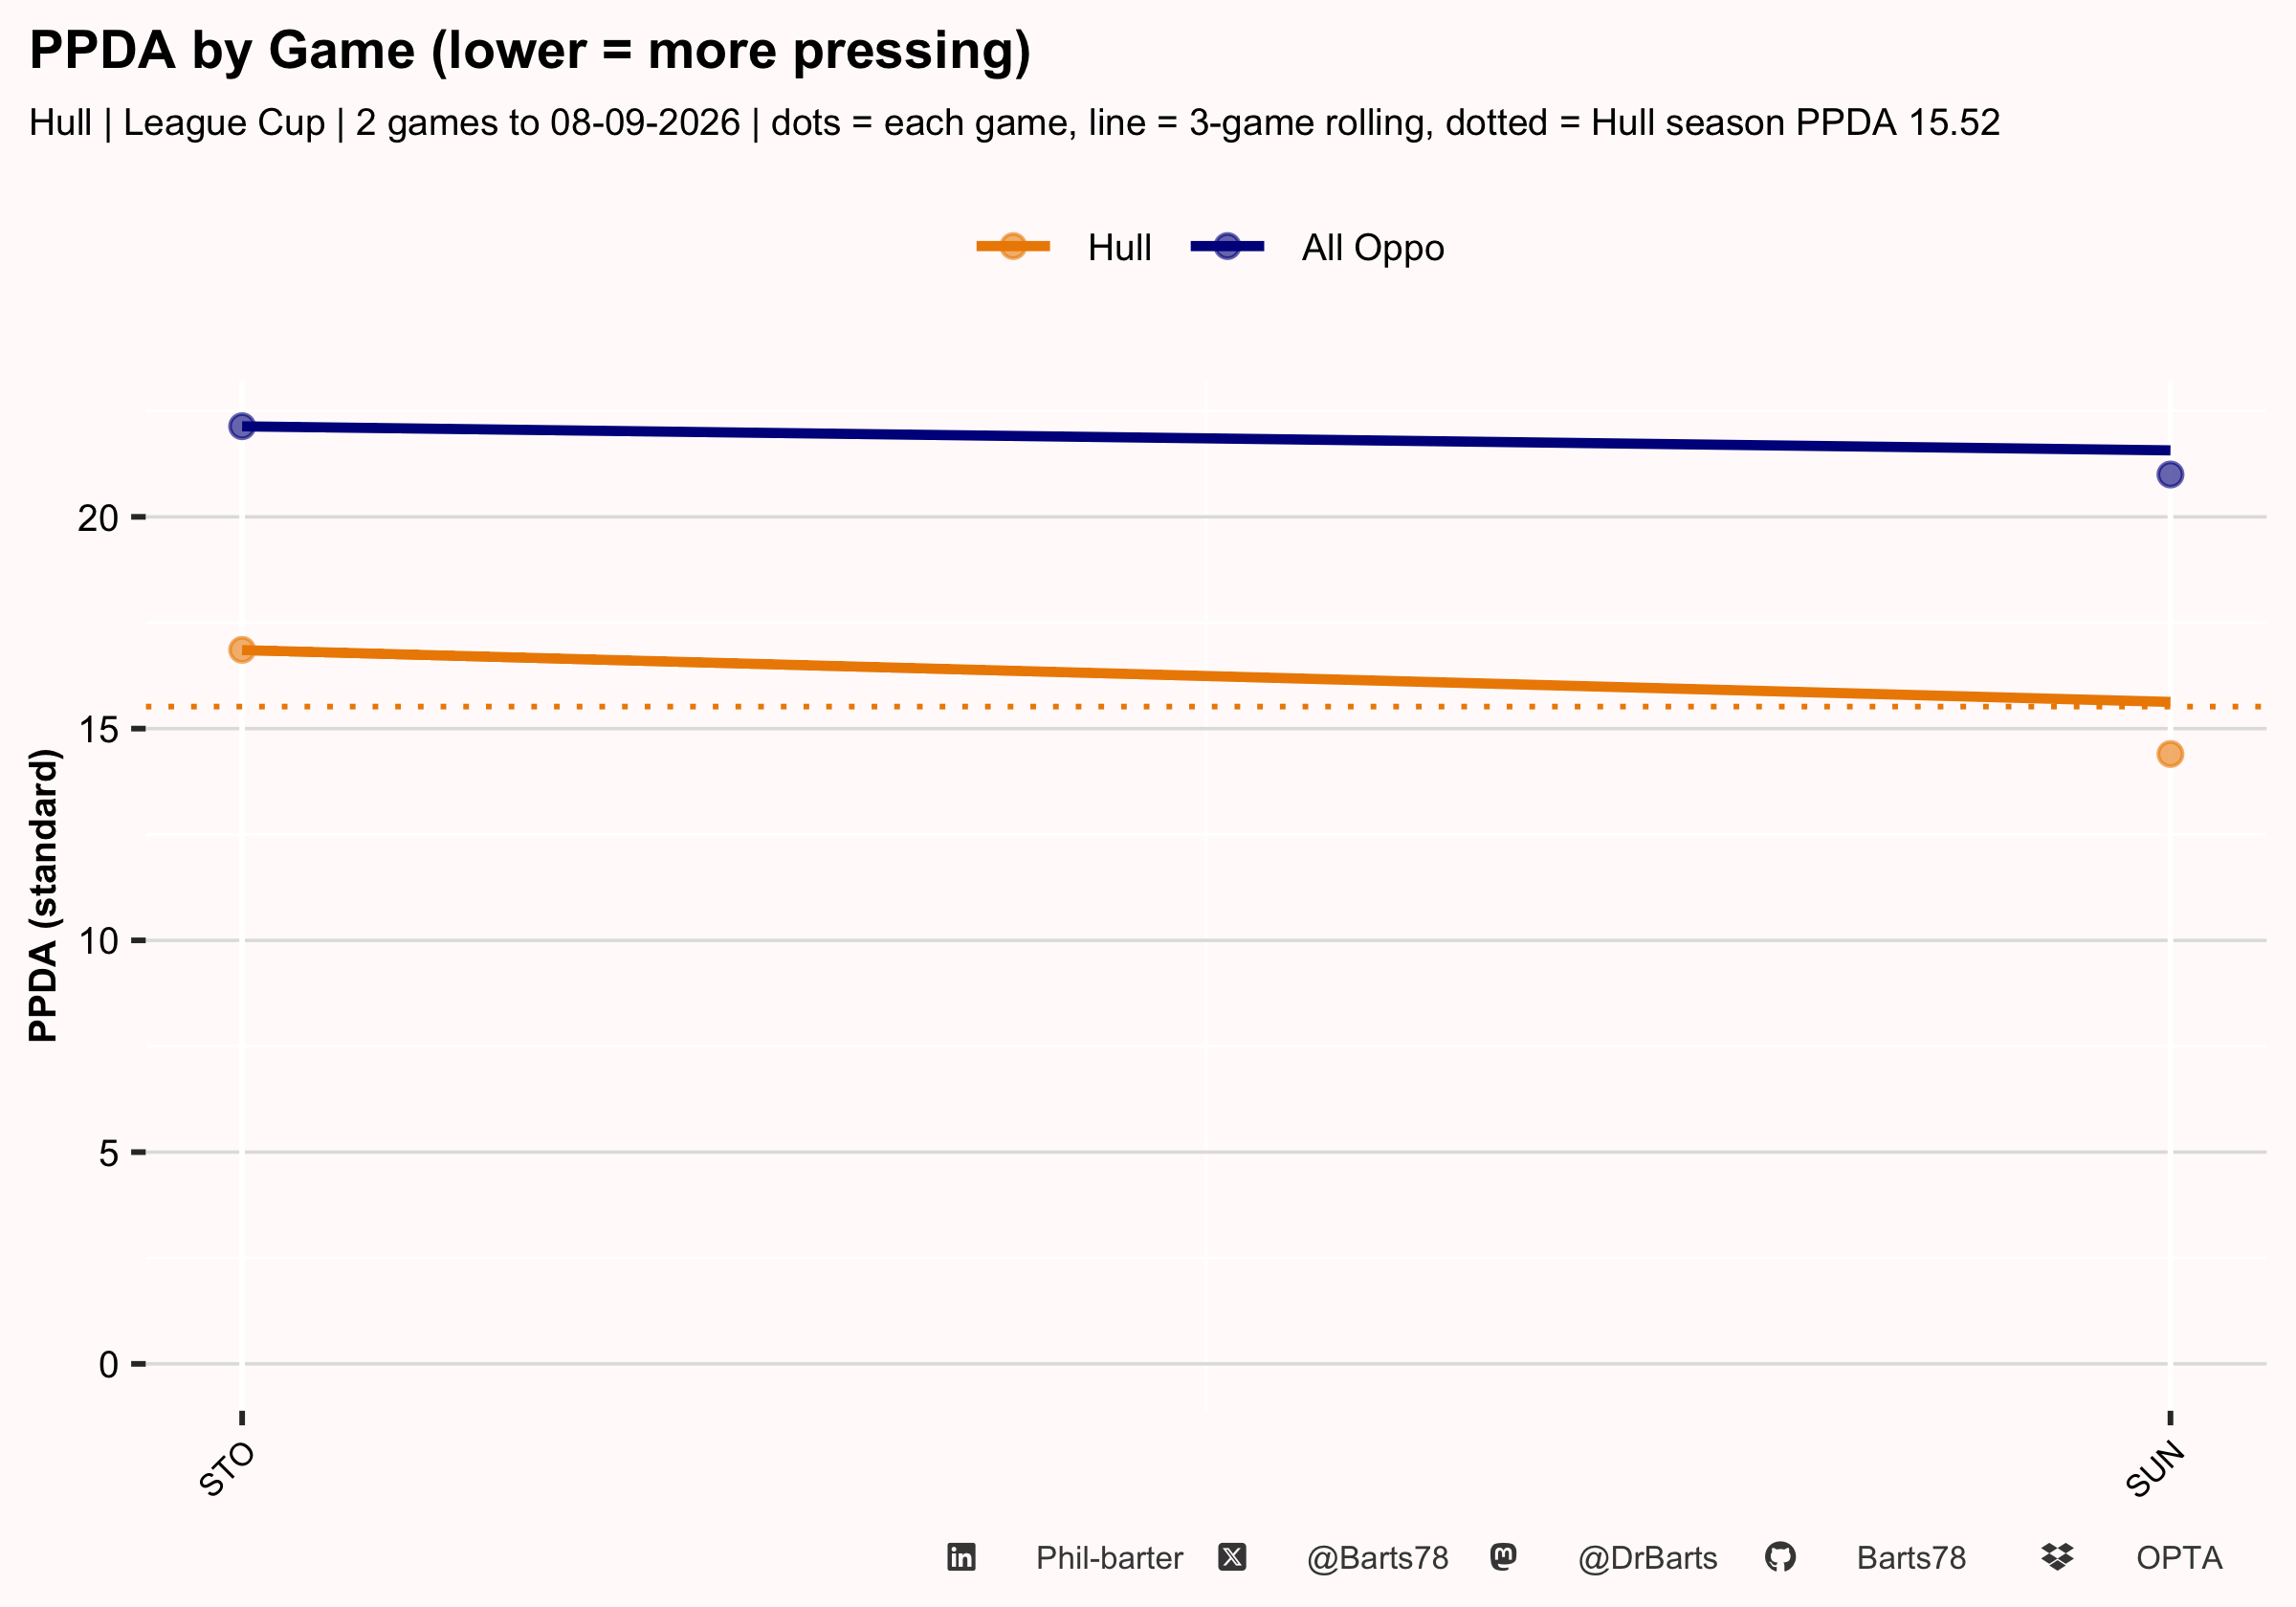 PPDA by Game (lower = more pressing)
Hull | League Cup | 2 games to 08-09-2026 | dots = each game, line = 3-game rolling, dotted = Hull season PPDA 15.52
Hull All Oppo
PPDA (standard)
20
15
10
5
0
STO SUN
Phil-barter @Barts78 @DrBarts Barts78 OPTA